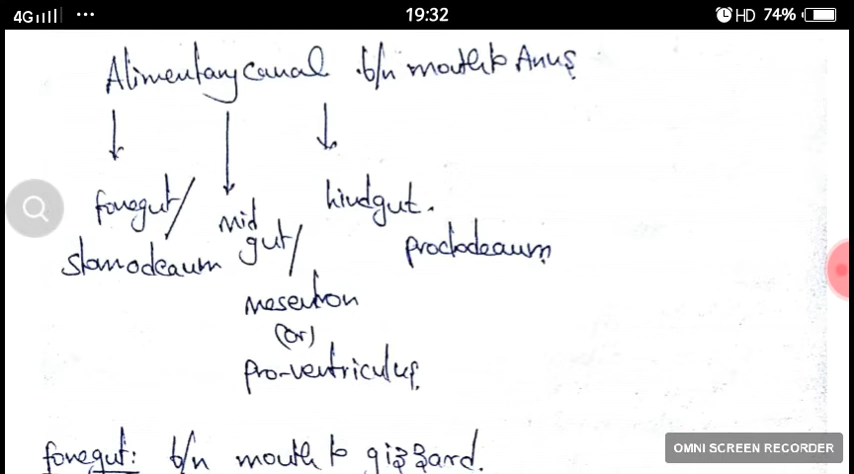 4G 19:32 HD 74%
Alimentary canal b/n mouth to Anus
foregut/ mid gut/ hindgut.
stomodeaum proctodeaum
mesentron
(or)
pro-ventriculus
foregut: b/n mouth to gizzard.
OMNI SCREEN RECORDER